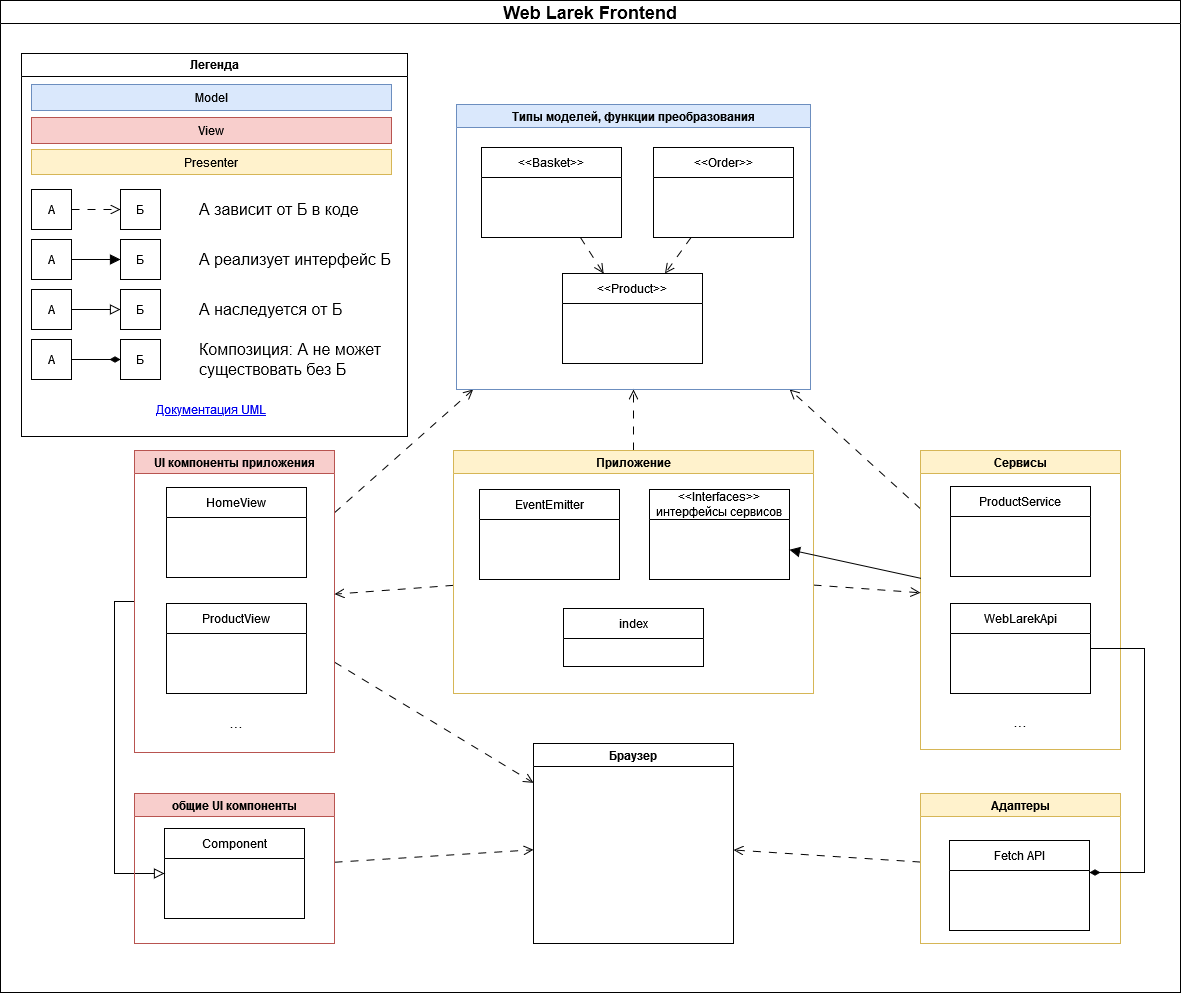 Web Larek Frontend
Легенда
Model
View
Presenter
А
Б
А зависит от Б в коде
А
Б
А реализует интерфейс Б
А
Б
А наследуется от Б
А
Б
Композиция: А не может
существовать без Б
Документация UML
Типы моделей, функции преобразования
<<Basket>>
<<Order>>
<<Product>>
UI компоненты приложения
HomeView
ProductView
...
Приложение
EventEmitter
<<Interfaces>>
интерфейсы сервисов
index
Сервисы
ProductService
WebLarekApi
...
Браузер
общие UI компоненты
Component
Адаптеры
Fetch API